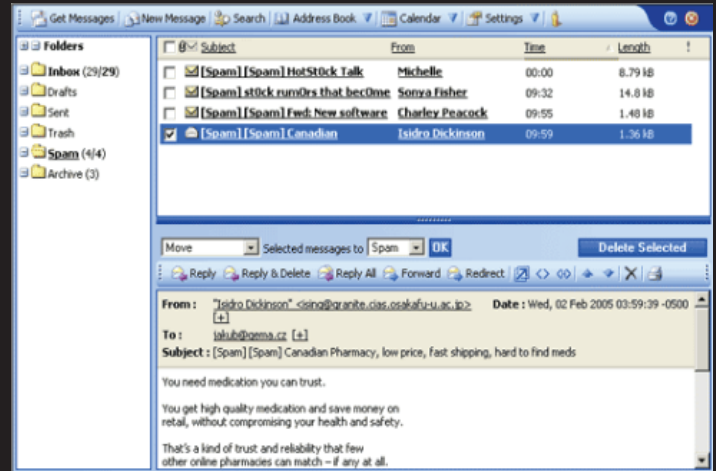 Get Messages New Message Search Address Book Calendar Settings
Folders
Inbox (29/29)
Drafts
Sent
Trash
Spam (4/4)
Archive (3)
Subject From Time Length !
[Spam] [Spam] HotSt0ck Talk Michelle 00:00 8.79 kB
[Spam] st0ck rum0rs that bec0me Sonya Fisher 09:32 14.8 kB
[Spam] [Spam] Fwd: New software Charley Peacock 09:55 1.48 kB
[Spam] [Spam] Canadian Isidro Dickinson 09:59 1.36 kB
Move Selected messages to Spam OK Delete Selected
Reply Reply & Delete Reply All Forward Redirect
From : "Isidro Dickinson" <ising@granite.cias.osakafu-u.ac.jp> Date : Wed, 02 Feb 2005 03:59:39 -0500
[+]
To : jakub@gema.cz [+]
Subject : [Spam] [Spam] Canadian Pharmacy, low price, fast shipping, hard to find meds
You need medication you can trust.
You get high quality medication and save money on
retail, without compromising your health and safety.
That's a kind of trust and reliability that few
other online pharmacies can match – if any at all.